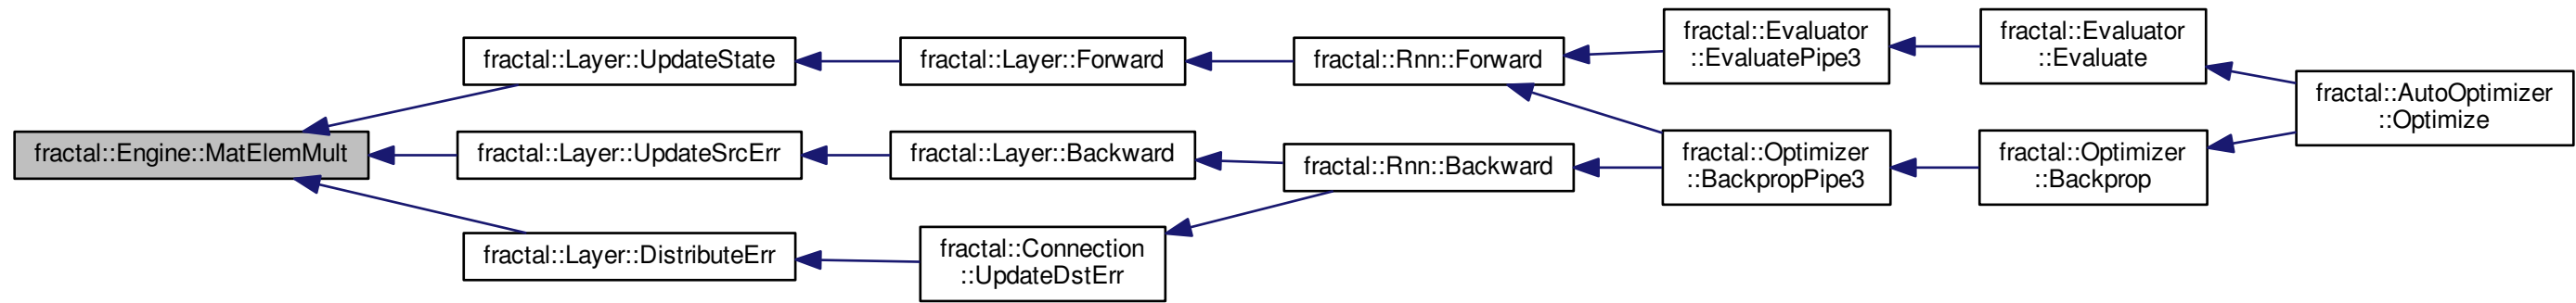 fractal::Engine::MatElemMult
fractal::Layer::UpdateState
fractal::Layer::UpdateSrcErr
fractal::Layer::DistributeErr
fractal::Layer::Forward
fractal::Layer::Backward
fractal::Connection
::UpdateDstErr
fractal::Rnn::Forward
fractal::Rnn::Backward
fractal::Evaluator
::EvaluatePipe3
fractal::Optimizer
::BackpropPipe3
fractal::Evaluator
::Evaluate
fractal::Optimizer
::Backprop
fractal::AutoOptimizer
::Optimize